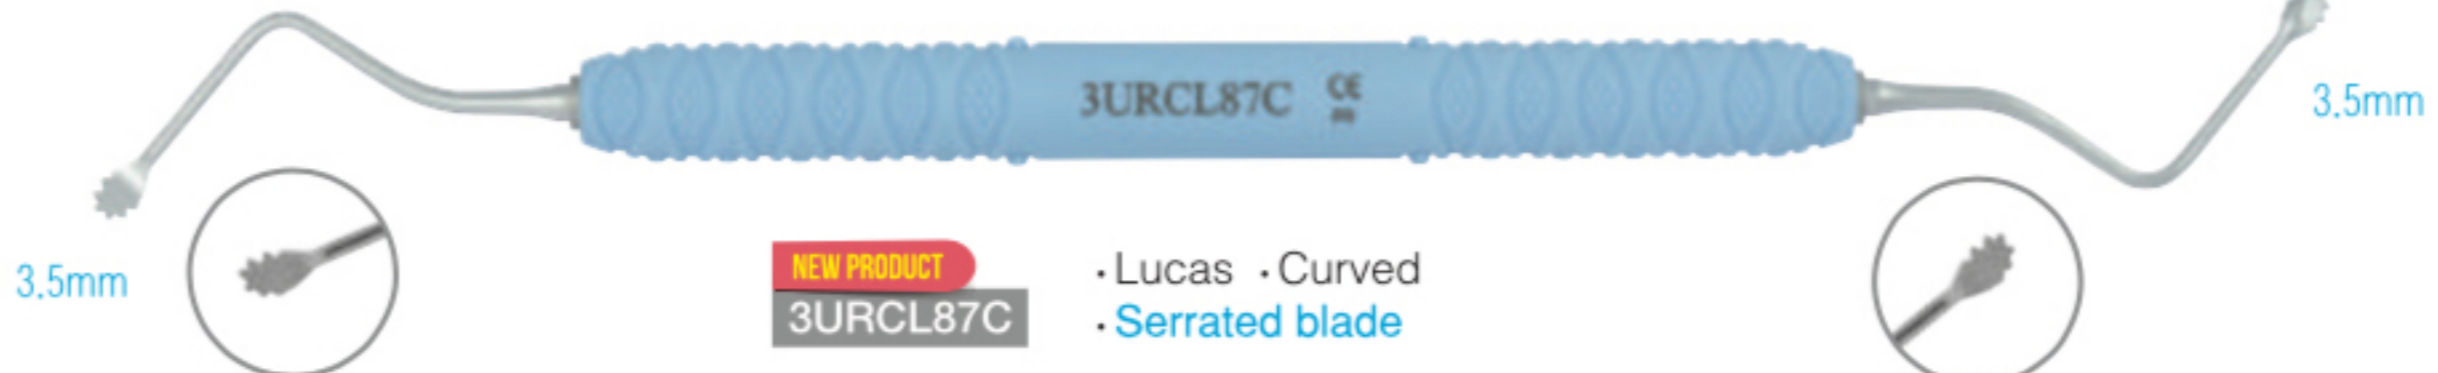 3URCL87C CE
3.5mm
3.5mm
NEW PRODUCT
3URCL87C
· Lucas · Curved
· Serrated blade